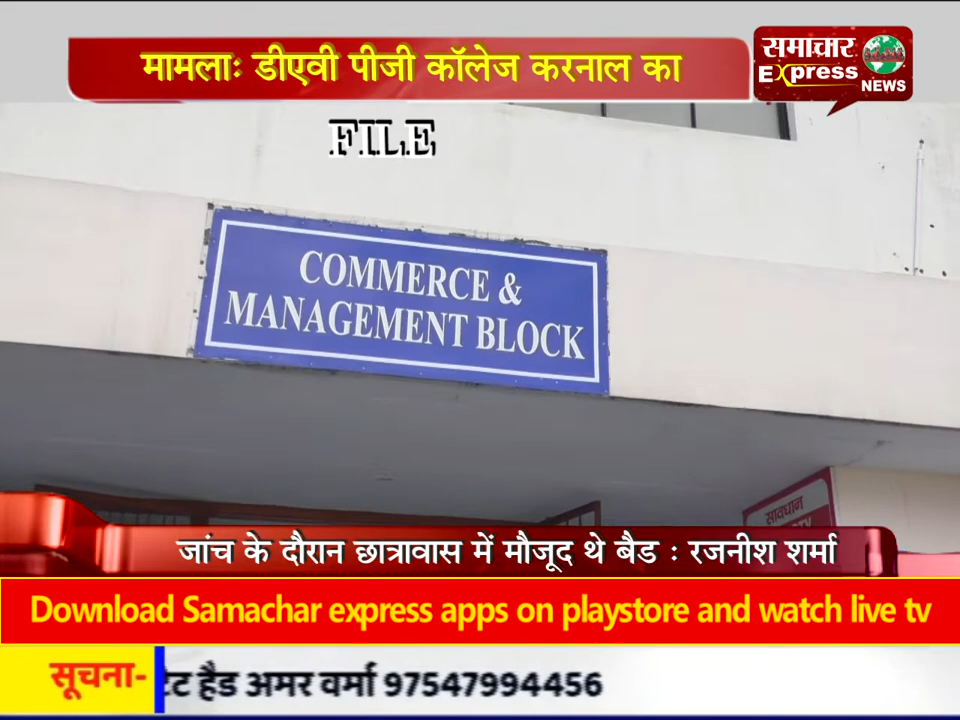 मामलाः डीएवी पीजी कॉलेज करनाल का
समाचार
Express
NEWS
FILE
COMMERCE &
MANAGEMENT BLOCK
सावधान
जांच के दौरान छात्रावास में मौजूद थे बैड : रजनीश शर्मा
Download Samachar express apps on playstore and watch live tv
सूचना- हैड अमर वर्मा 97547994456